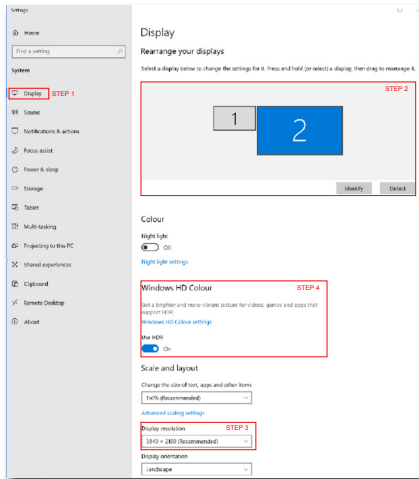 Settings
Home
Find a setting
System
Display
STEP 1
Sound
Notifications & actions
Focus assist
Power & sleep
Storage
Tablet
Multi-tasking
Projecting to this PC
Shared experiences
Clipboard
Remote Desktop
About
Display
Rearrange your displays
Select a display below to change the settings for it. Press and hold (or select) a display, then drag to rearrange it.
STEP 2
1
2
Identify
Detect
Colour
Night light
Off
Night light settings
Windows HD Colour
STEP 4
Get a brighter and more vibrant picture for videos, games and apps that
support HDR.
Windows HD Colour settings
Use HDR
On
Scale and layout
Change the size of text, apps and other items
150% (Recommended)
Advanced scaling settings
Display resolution
STEP 3
3840 × 2160 (Recommended)
Display orientation
Landscape